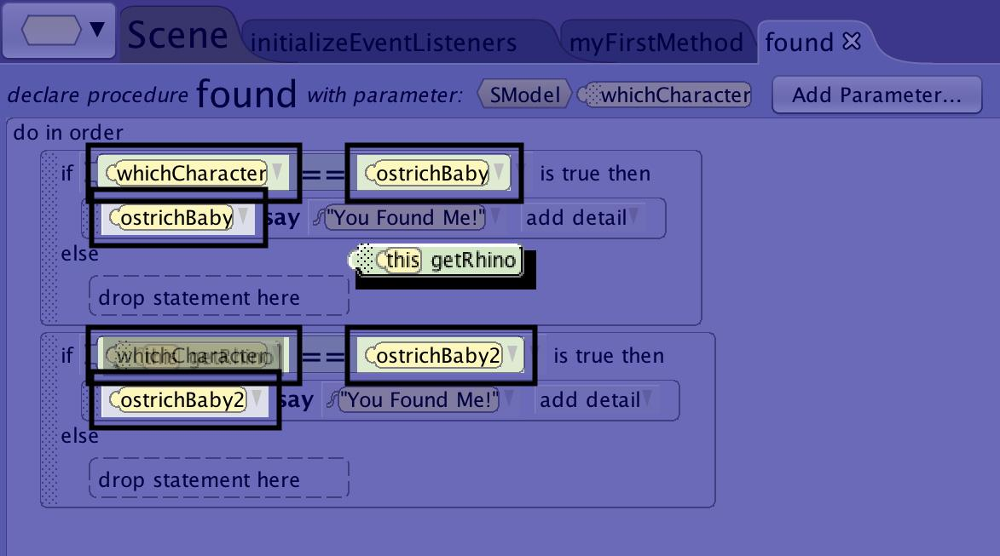 Scene initializeEventListeners myFirstMethod found
declare procedure found with parameter: SModel whichCharacter Add Parameter...
do in order
if whichCharacter == ostrichBaby is true then
ostrichBaby say "You Found Me!" add detail
else
this getRhino
drop statement here
if whichCharacter == ostrichBaby2 is true then
ostrichBaby2 say "You Found Me!" add detail
else
drop statement here